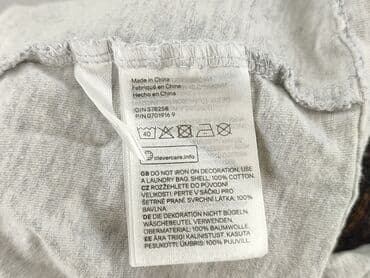 Made in China
Fabriqué en Chine
Hecho en China
P/N 0701916 9
40
clevercare.info
GB DO NOT IRON ON DECORATION. USE
A LAUNDRY BAG. SHELL: 100% COTTON.
CZ ROZŽEHLETE DO PŮVODNÍ
VELIKOSTI. PERTE V SÁČKU PRO
ŠETRNÉ PRANÍ. SVRCHNÍ LÁTKA: 100%
BAVLNA.
DE DIE DEKORATION NICHT BÜGELN.
WÄSCHEBEUTEL VERWENDEN.
OBERMATERIAL: 100% BAUMWOLLE.
EE ÄRA TRIIGI KAUNISTUST. KASUTA
PESUKOTTI. ÜMBRIS: 100% PUUVILL.